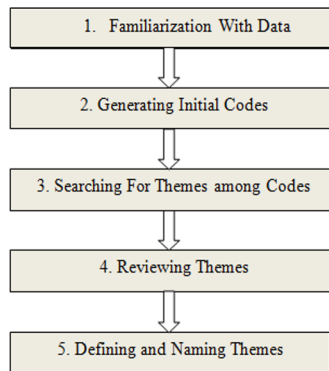 1. Familiarization With Data
2. Generating Initial Codes
3. Searching For Themes among Codes
4. Reviewing Themes
5. Defining and Naming Themes